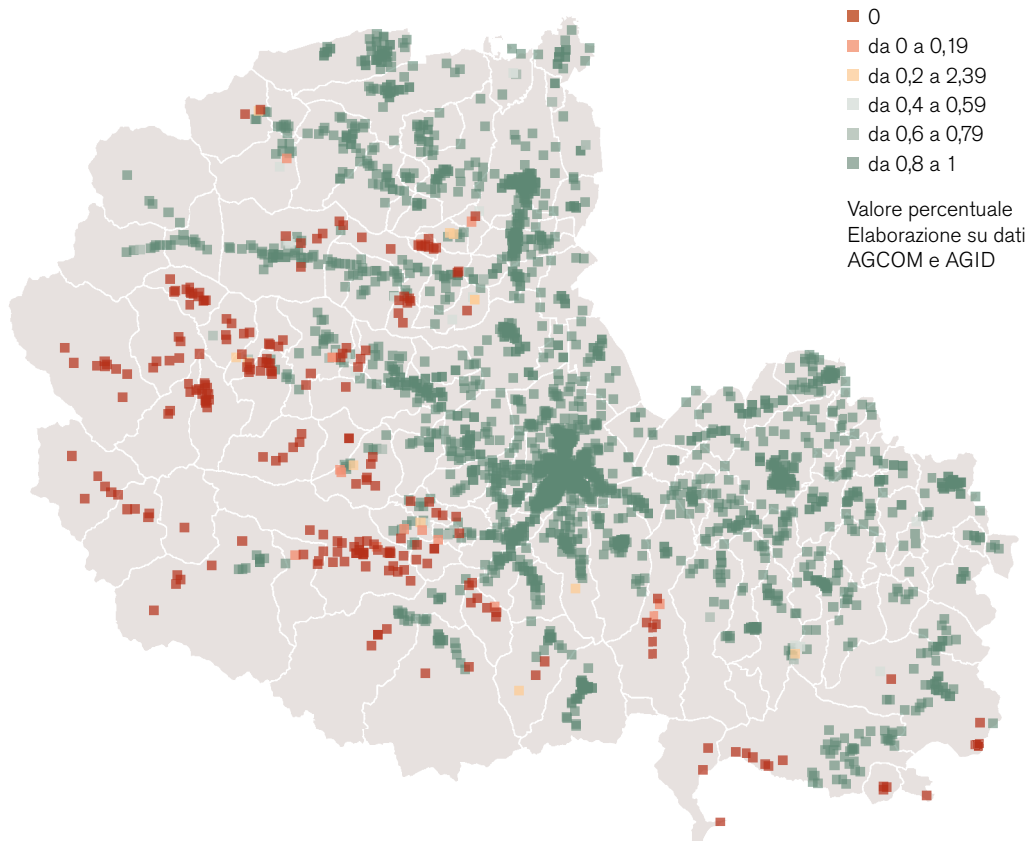 0
da 0 a 0,19
da 0,2 a 2,39
da 0,4 a 0,59
da 0,6 a 0,79
da 0,8 a 1
Valore percentuale
Elaborazione su dati
AGCOM e AGID